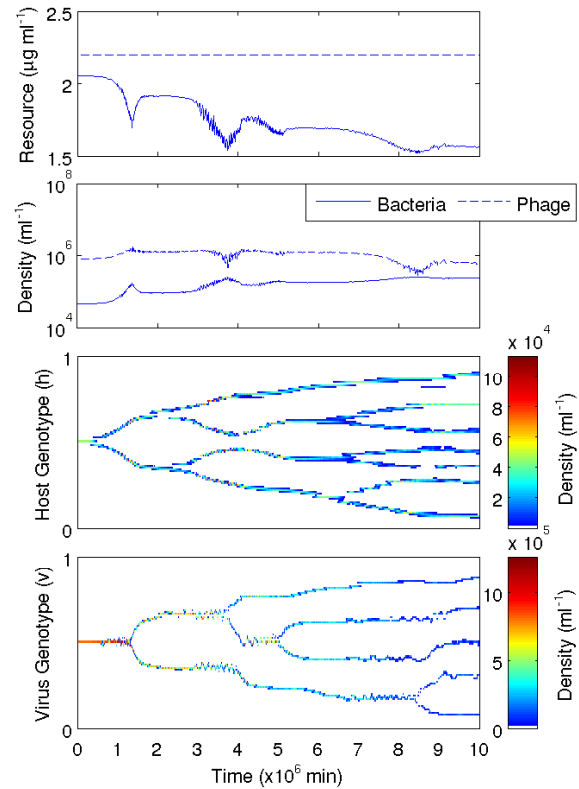 2.5
2
1.5
Resource (µg ml⁻¹)
10⁸
10⁶
10⁴
Density (ml⁻¹)
Bacteria
Phage
1
0
Host Genotype (h)
x 10⁴
10
8
6
4
2
Density (ml⁻¹)
1
0
Virus Genotype (v)
x 10⁵
10
5
0
Density (ml⁻¹)
0 1 2 3 4 5 6 7 8 9 10
Time (x10⁶ min)